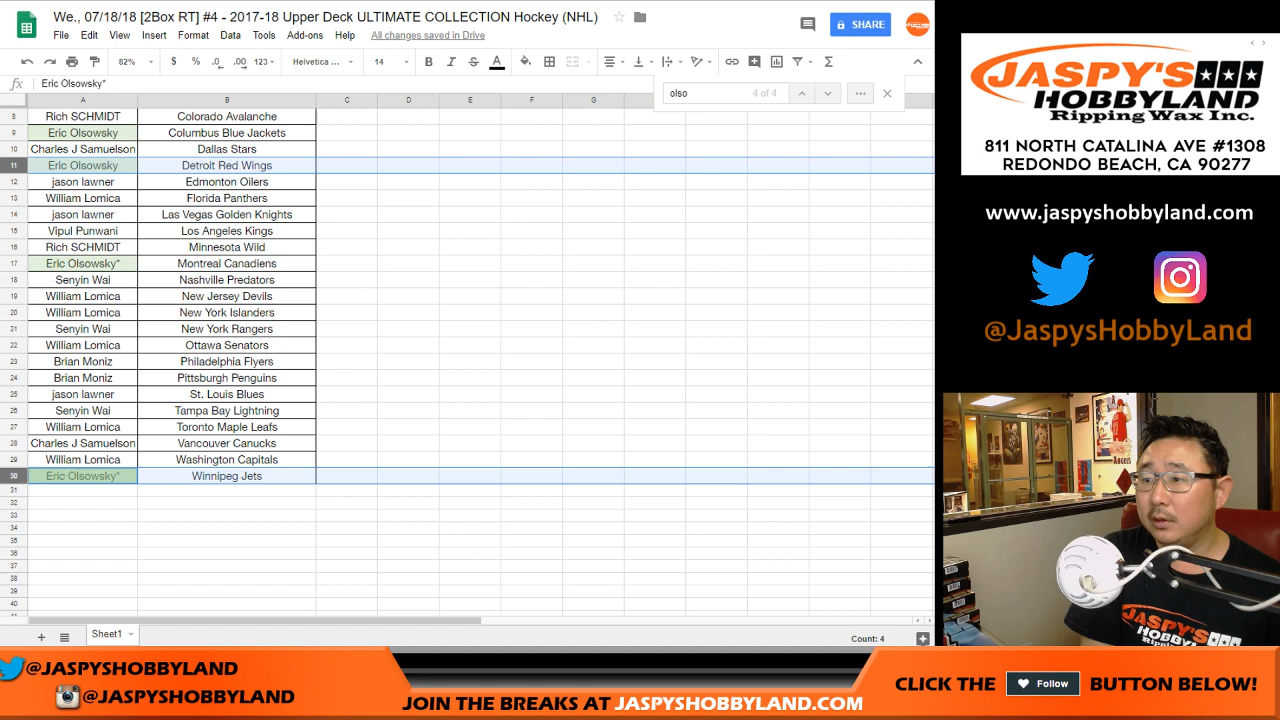 We., 07/18/18 [2Box RT] #4 - 2017-18 Upper Deck ULTIMATE COLLECTION Hockey (NHL)
File Edit View Insert Format Data Tools Add-ons Help All changes saved in Drive
SHARE
82% $ % .0 .00 123 Helvetica ... 14 B I S A
fx Eric Olsowsky*
olso 4 of 4
A B C D E F G
8 Rich SCHMIDT Colorado Avalanche
9 Eric Olsowsky Columbus Blue Jackets
10 Charles J Samuelson Dallas Stars
11 Eric Olsowsky Detroit Red Wings
12 jason lawner Edmonton Oilers
13 William Lomica Florida Panthers
14 jason lawner Las Vegas Golden Knights
15 Vipul Punwani Los Angeles Kings
16 Rich SCHMIDT Minnesota Wild
17 Eric Olsowsky* Montreal Canadiens
18 Senyin Wai Nashville Predators
19 William Lomica New Jersey Devils
20 William Lomica New York Islanders
21 Senyin Wai New York Rangers
22 William Lomica Ottawa Senators
23 Brian Moniz Philadelphia Flyers
24 Brian Moniz Pittsburgh Penguins
25 jason lawner St. Louis Blues
26 Senyin Wai Tampa Bay Lightning
27 William Lomica Toronto Maple Leafs
28 Charles J Samuelson Vancouver Canucks
29 William Lomica Washington Capitals
30 Eric Olsowsky* Winnipeg Jets
31
32
33
34
35
36
37
38
39
40
Sheet1
Count: 4
JASPY'S
HOBBYLAND
Ripping Wax Inc.
811 NORTH CATALINA AVE #1308
REDONDO BEACH, CA 90277
www.jaspyshobbyland.com
@JaspysHobbyLand
ANGELS
JASPY'S
HOBBYLAND
@JASPYSHOBBYLAND
@JASPYSHOBBYLAND
JOIN THE BREAKS AT JASPYSHOBBYLAND.COM
CLICK THE Follow BUTTON BELOW!